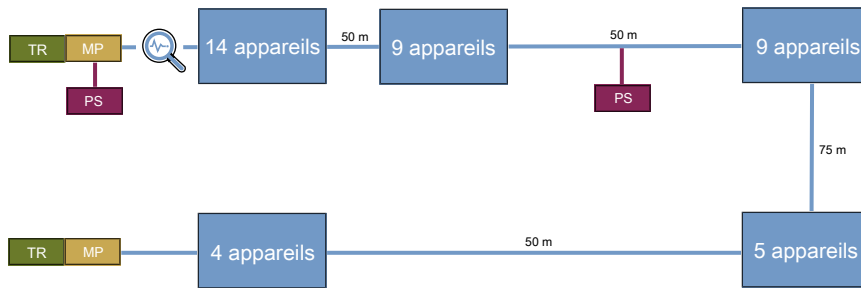 TR MP 14 appareils 50 m 9 appareils 50 m 9 appareils
PS PS
75 m
TR MP 4 appareils 50 m 5 appareils